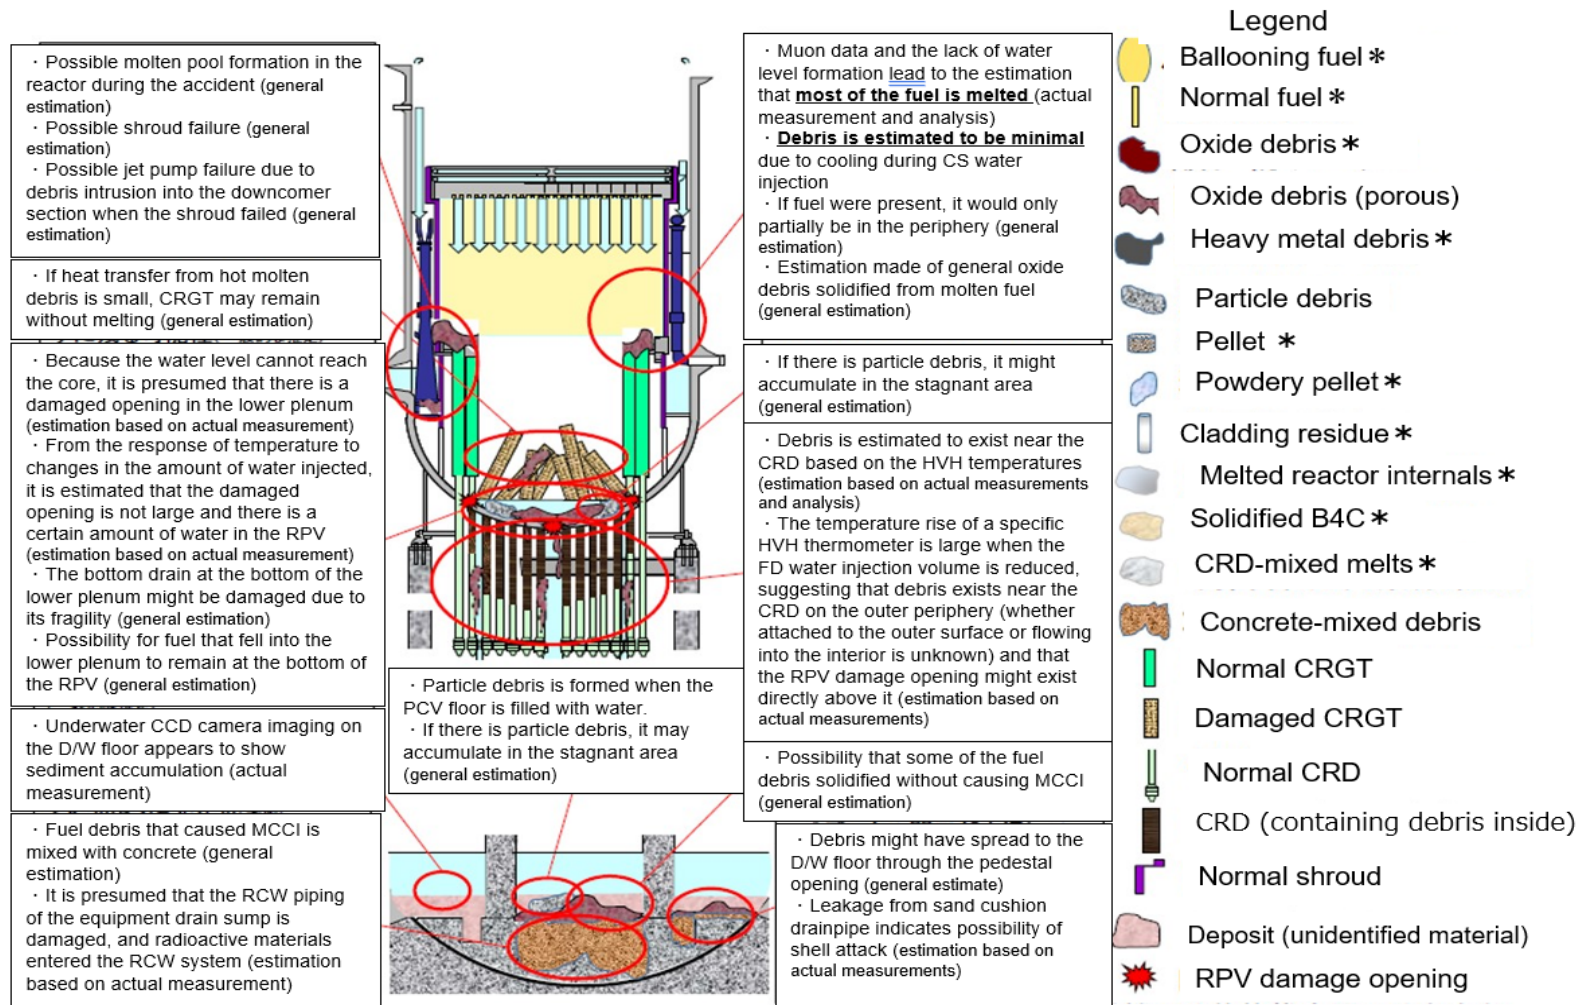 ・Possible molten pool formation in the
reactor during the accident (general
estimation)
・Possible shroud failure (general
estimation)
・Possible jet pump failure due to
debris intrusion into the downcomer
section when the shroud failed (general
estimation)
・If heat transfer from hot molten
debris is small, CRGT may remain
without melting (general estimation)
・Because the water level cannot reach
the core, it is presumed that there is a
damaged opening in the lower plenum
(estimation based on actual measurement)
・From the response of temperature to
changes in the amount of water injected,
it is estimated that the damaged
opening is not large and there is a
certain amount of water in the RPV
(estimation based on actual measurement)
・The bottom drain at the bottom of the
lower plenum might be damaged due to
its fragility (general estimation)
・Possibility for fuel that fell into the
lower plenum to remain at the bottom of
the RPV (general estimation)
・Underwater CCD camera imaging on
the D/W floor appears to show
sediment accumulation (actual
measurement)
・Fuel debris that caused MCCI is
mixed with concrete (general
estimation)
・It is presumed that the RCW piping
of the equipment drain sump is
damaged, and radioactive materials
entered the RCW system (estimation
based on actual measurement)
・Particle debris is formed when the
PCV floor is filled with water.
・If there is particle debris, it may
accumulate in the stagnant area
(general estimation)
・Muon data and the lack of water
level formation lead to the estimation
that most of the fuel is melted (actual
measurement and analysis)
・Debris is estimated to be minimal
due to cooling during CS water
injection
・If fuel were present, it would only
partially be in the periphery (general
estimation)
・Estimation made of general oxide
debris solidified from molten fuel
(general estimation)
・If there is particle debris, it might
accumulate in the stagnant area
(general estimation)
・Debris is estimated to exist near the
CRD based on the HVH temperatures
(estimation based on actual measurements
and analysis)
・The temperature rise of a specific
HVH thermometer is large when the
FD water injection volume is reduced,
suggesting that debris exists near the
CRD on the outer periphery (whether
attached to the outer surface or flowing
into the interior is unknown) and that
the RPV damage opening might exist
directly above it (estimation based on
actual measurements)
・Possibility that some of the fuel
debris solidified without causing MCCI
(general estimation)
・Debris might have spread to the
D/W floor through the pedestal
opening (general estimate)
・Leakage from sand cushion
drainpipe indicates possibility of
shell attack (estimation based on
actual measurements)
Legend
Ballooning fuel＊
Normal fuel＊
Oxide debris＊
Oxide debris (porous)
Heavy metal debris＊
Particle debris
Pellet ＊
Powdery pellet＊
Cladding residue＊
Melted reactor internals＊
Solidified B4C＊
CRD-mixed melts＊
Concrete-mixed debris
Normal CRGT
Damaged CRGT
Normal CRD
CRD (containing debris inside)
Normal shroud
Deposit (unidentified material)
RPV damage opening